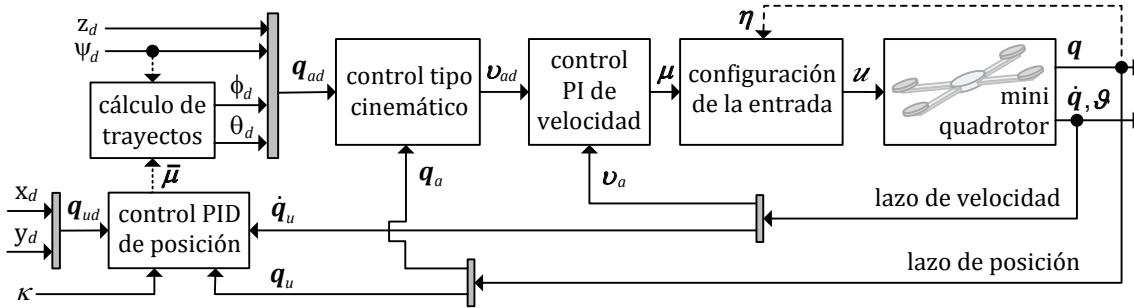 z_d
ψ_d
cálculo de
trayectos
ϕ_d
θ_d
q_ad
control tipo
cinemático
υ_ad
control
PI de
velocidad
μ
η
configuración
de la entrada
u
mini
quadrotor
q
q̇, ϑ
μ̄
x_d
y_d
q_ud
control PID
de posición
κ
q̇_u
q_u
q_a
υ_a
lazo de velocidad
lazo de posición